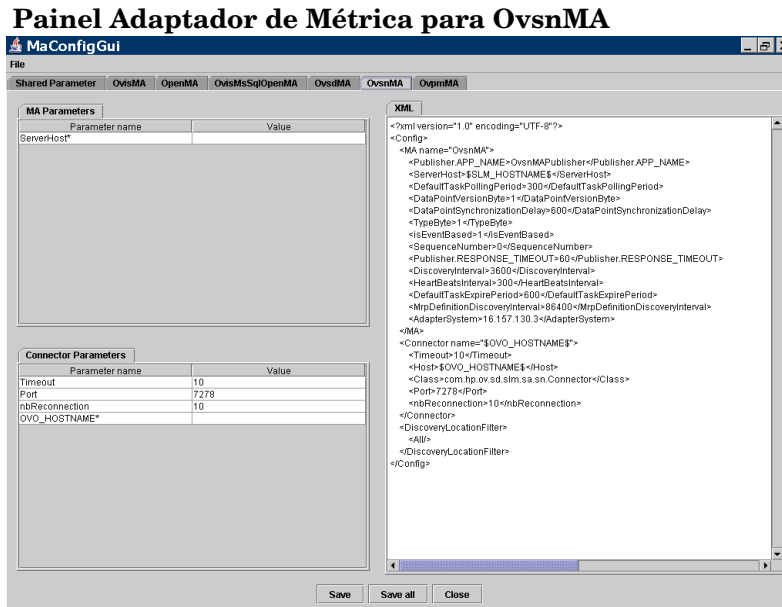 Painel Adaptador de Métrica para OvsnMA
MaConfigGui
File
Shared Parameter OvisMA OpenMA OvisMsSqlOpenMA OvsdMA OvsnMA OvpmMA
MA Parameters
Parameter name Value
ServerHost*
Connector Parameters
Parameter name Value
Timeout 10
Port 7278
nbReconnection 10
OVO_HOSTNAME*
XML
<?xml version="1.0" encoding="UTF-8"?>
<Config>
<MA name="OvsnMA">
<Publisher.APP_NAME>OvsnMAPublisher</Publisher.APP_NAME>
<ServerHost>$SLM_HOSTNAME$</ServerHost>
<DefaultTaskPollingPeriod>300</DefaultTaskPollingPeriod>
<DataPointVersionByte>1</DataPointVersionByte>
<DataPointSynchronizationDelay>600</DataPointSynchronizationDelay>
<TypeByte>1</TypeByte>
<isEventBased>1</isEventBased>
<SequenceNumber>0</SequenceNumber>
<Publisher.RESPONSE_TIMEOUT>60</Publisher.RESPONSE_TIMEOUT>
<DiscoveryInterval>3600</DiscoveryInterval>
<HeartBeatsInterval>300</HeartBeatsInterval>
<DefaultTaskExpirePeriod>600</DefaultTaskExpirePeriod>
<MrpDefinitionDiscoveryInterval>86400</MrpDefinitionDiscoveryInterval>
<AdapterSystem>16.157.130.3</AdapterSystem>
</MA>
<Connector name="$OVO_HOSTNAME$">
<Timeout>10</Timeout>
<Host>$OVO_HOSTNAME$</Host>
<Class>com.hp.ov.sd.slm.sa.sn.Connector</Class>
<Port>7278</Port>
<nbReconnection>10</nbReconnection>
</Connector>
<DiscoveryLocationFilter>
<All/>
</DiscoveryLocationFilter>
</Config>
Save Save all Close